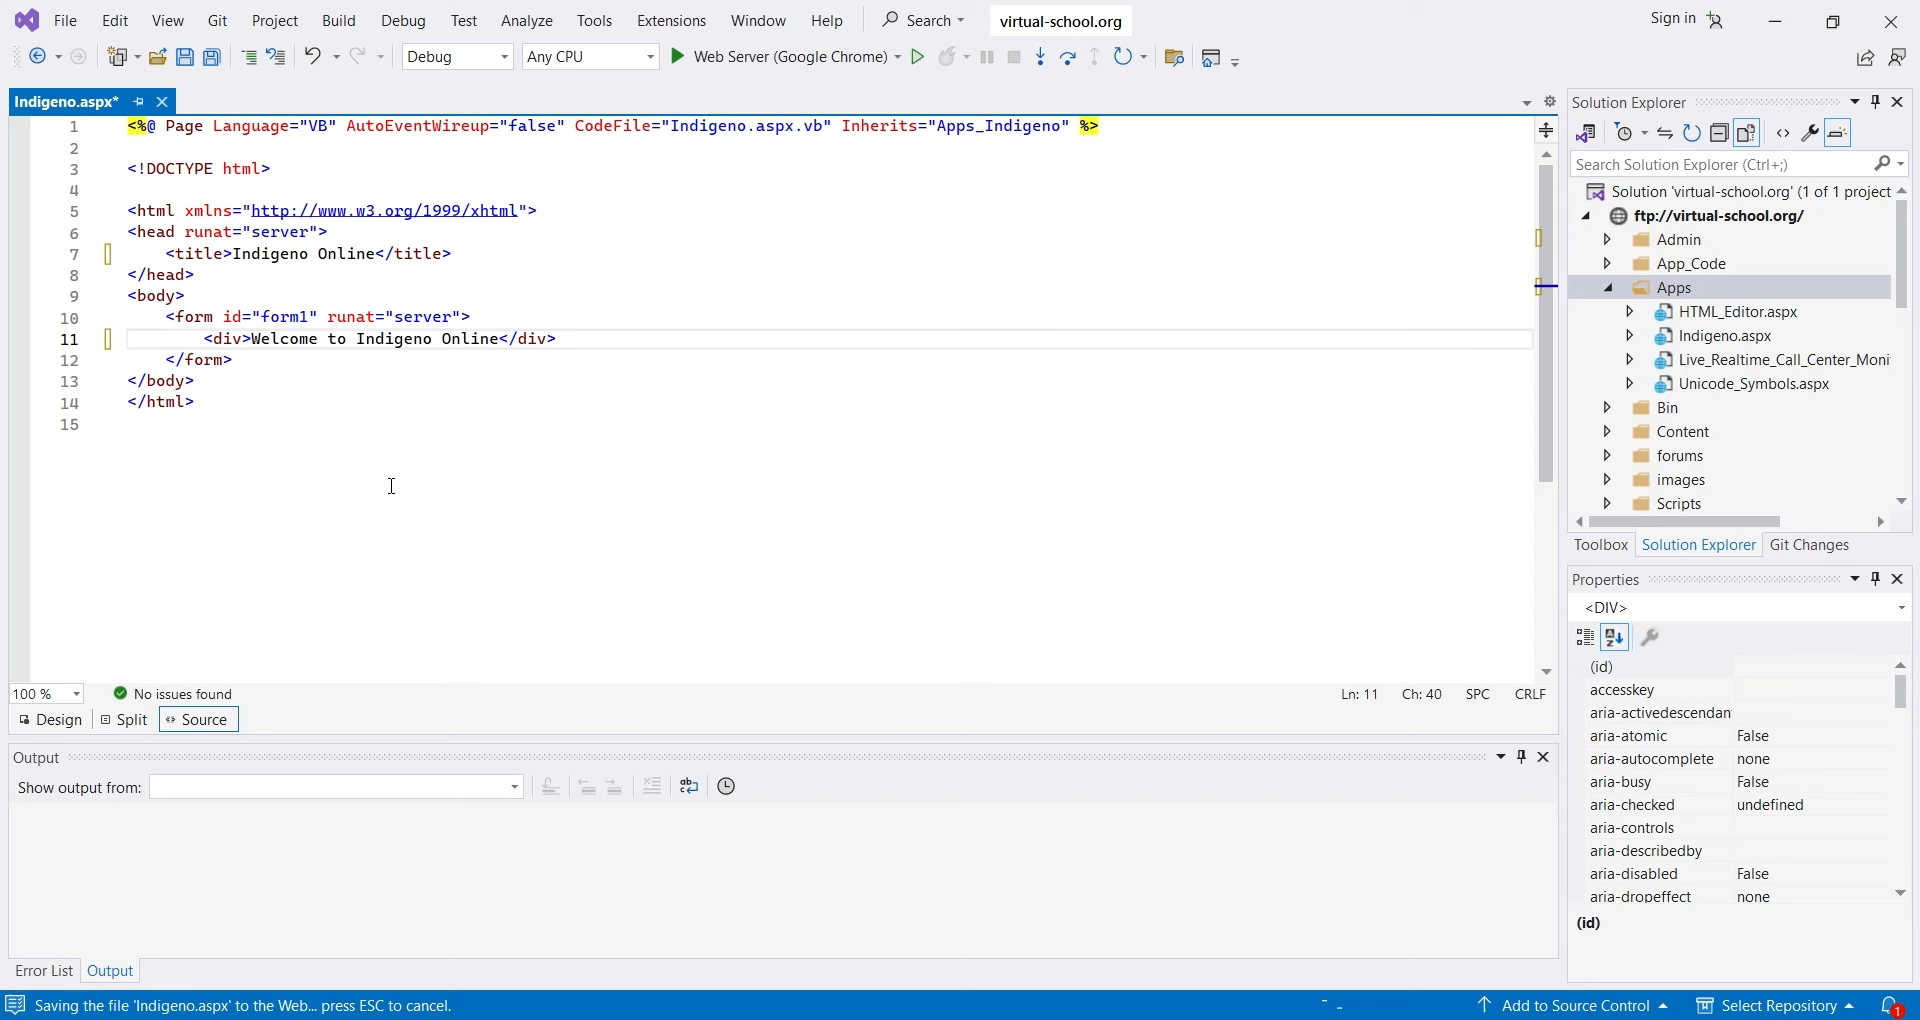 File Edit View Git Project Build Debug Test Analyze Tools Extensions Window Help Search virtual-school.org Sign in
Debug Any CPU Web Server (Google Chrome)
Indigeno.aspx*
1 <%@ Page Language="VB" AutoEventWireup="false" CodeFile="Indigeno.aspx.vb" Inherits="Apps_Indigeno" %>
2
3 <!DOCTYPE html>
4
5 <html xmlns="http://www.w3.org/1999/xhtml">
6 <head runat="server">
7 <title>Indigeno Online</title>
8 </head>
9 <body>
10 <form id="form1" runat="server">
11 <div>Welcome to Indigeno Online</div>
12 </form>
13 </body>
14 </html>
15
100 % No issues found Ln: 11 Ch: 40 SPC CRLF
Design Split Source
Output
Show output from:
Error List Output
Solution Explorer
Search Solution Explorer (Ctrl+;)
Solution 'virtual-school.org' (1 of 1 project
ftp://virtual-school.org/
Admin
App_Code
Apps
HTML_Editor.aspx
Indigeno.aspx
Live_Realtime_Call_Center_Moni
Unicode_Symbols.aspx
Bin
Content
forums
images
Scripts
Toolbox Solution Explorer Git Changes
Properties
<DIV>
(id)
accesskey
aria-activedescendan
aria-atomic False
aria-autocomplete none
aria-busy False
aria-checked undefined
aria-controls
aria-describedby
aria-disabled False
aria-dropeffect none
(id)
Saving the file 'Indigeno.aspx' to the Web... press ESC to cancel. Add to Source Control Select Repository 1